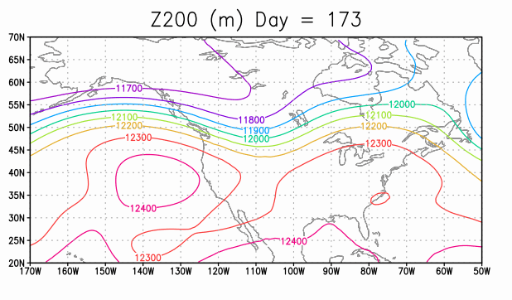 Z200 (m) Day = 173
70N
65N
60N
55N
50N
45N
40N
35N
30N
25N
20N
11700
11800
11900
12000
12100
12200
12300
12000
12100
12200
12300
12400
12400
12300
170W 160W 150W 140W 130W 120W 110W 100W 90W 80W 70W 60W 50W